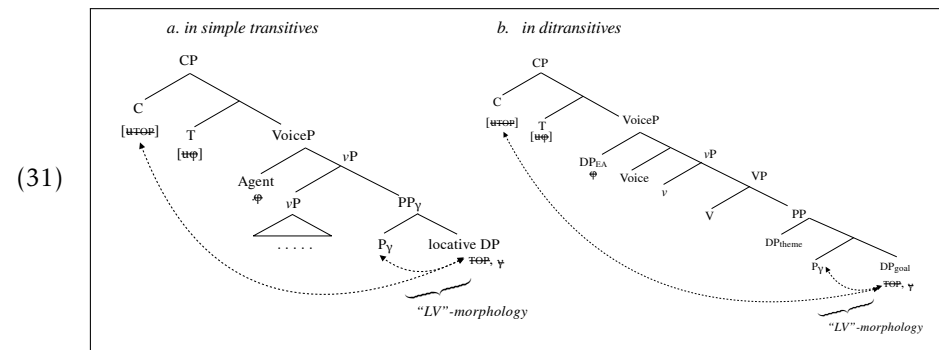 a. in simple transitives
b. in ditransitives
(31)
CP
C
[uTOP]
T
[uφ]
VoiceP
Agent
φ
vP
vP
. . . . .
PPγ
Pγ
locative DP
TOP, γ
"LV"-morphology
CP
C
[uTOP]
T
[uφ]
VoiceP
DPEA
φ
Voice
vP
v
VP
V
PP
DPtheme
Pγ
DPgoal
TOP, γ
"LV"-morphology